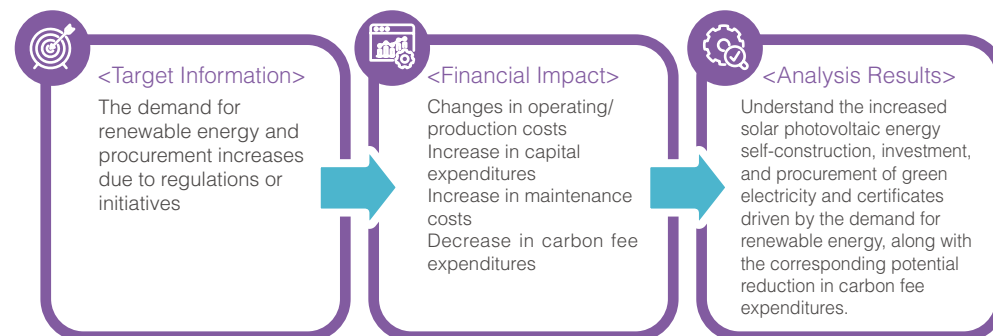 <Target Information>
The demand for
renewable energy and
procurement increases
due to regulations or
initiatives
<Financial Impact>
Changes in operating/
production costs
Increase in capital
expenditures
Increase in maintenance
costs
Decrease in carbon fee
expenditures
<Analysis Results>
Understand the increased
solar photovoltaic energy
self-construction, investment,
and procurement of green
electricity and certificates
driven by the demand for
renewable energy, along with
the corresponding potential
reduction in carbon fee
expenditures.